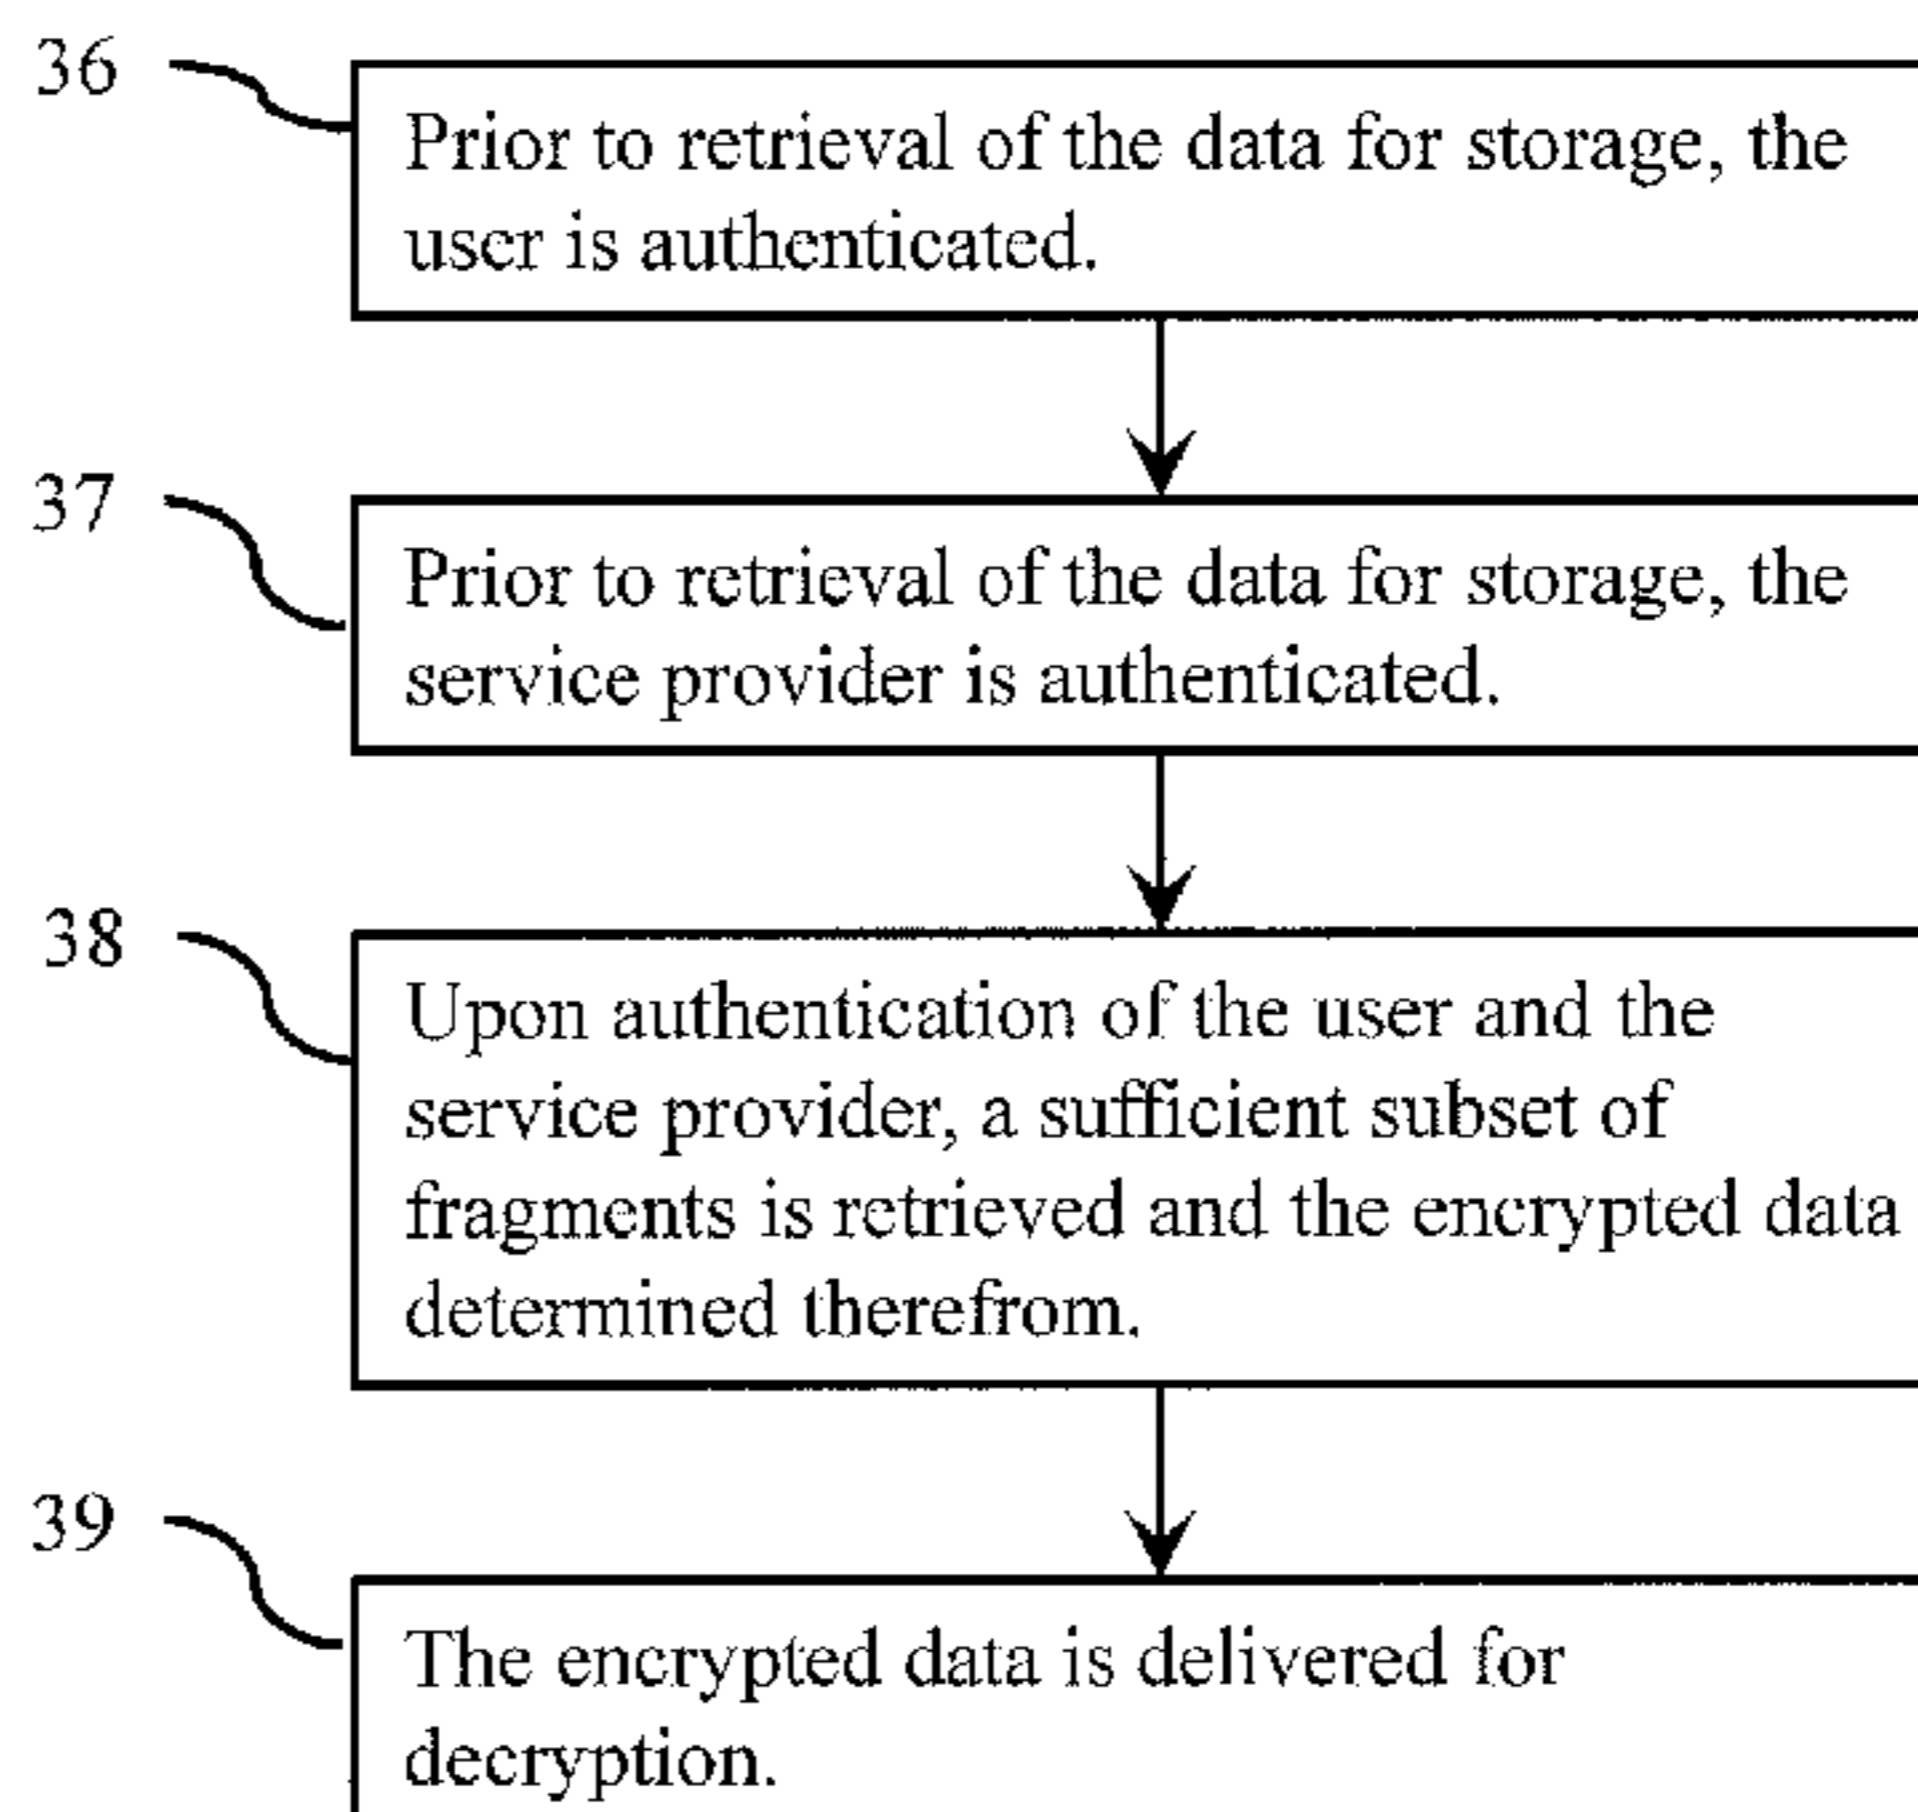 36
Prior to retrieval of the data for storage, the
user is authenticated.
37
Prior to retrieval of the data for storage, the
service provider is authenticated.
38
Upon authentication of the user and the
service provider, a sufficient subset of
fragments is retrieved and the encrypted data
determined therefrom.
39
The encrypted data is delivered for
decryption.